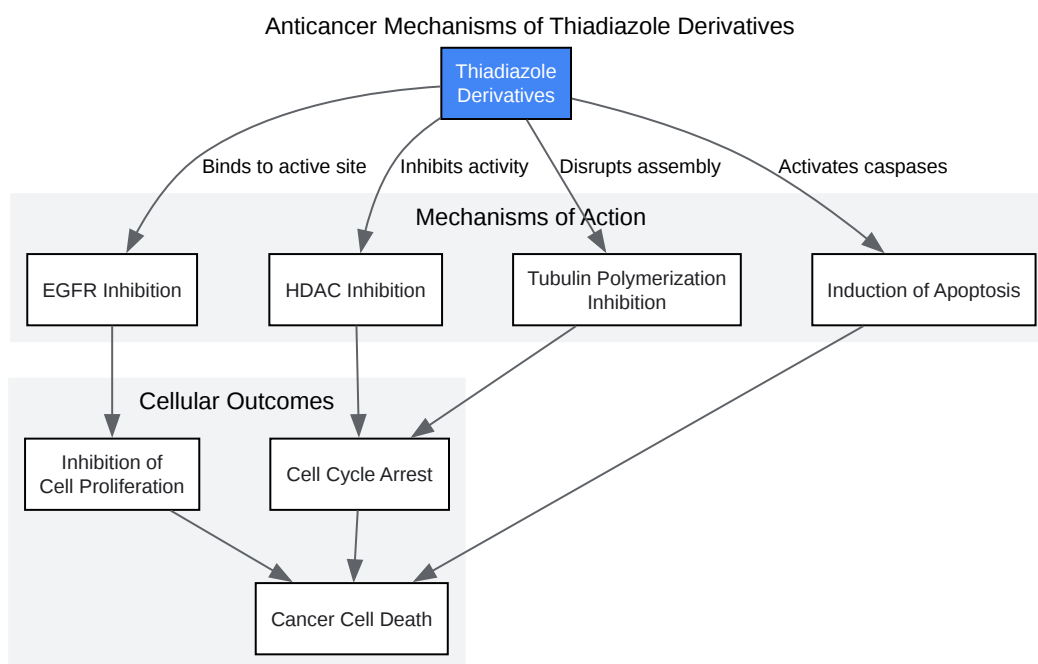 Anticancer Mechanisms of Thiadiazole Derivatives
Thiadiazole
Derivatives
Binds to active site
Inhibits activity
Disrupts assembly
Activates caspases
Mechanisms of Action
EGFR Inhibition
HDAC Inhibition
Tubulin Polymerization
Inhibition
Induction of Apoptosis
Cellular Outcomes
Inhibition of
Cell Proliferation
Cell Cycle Arrest
Cancer Cell Death